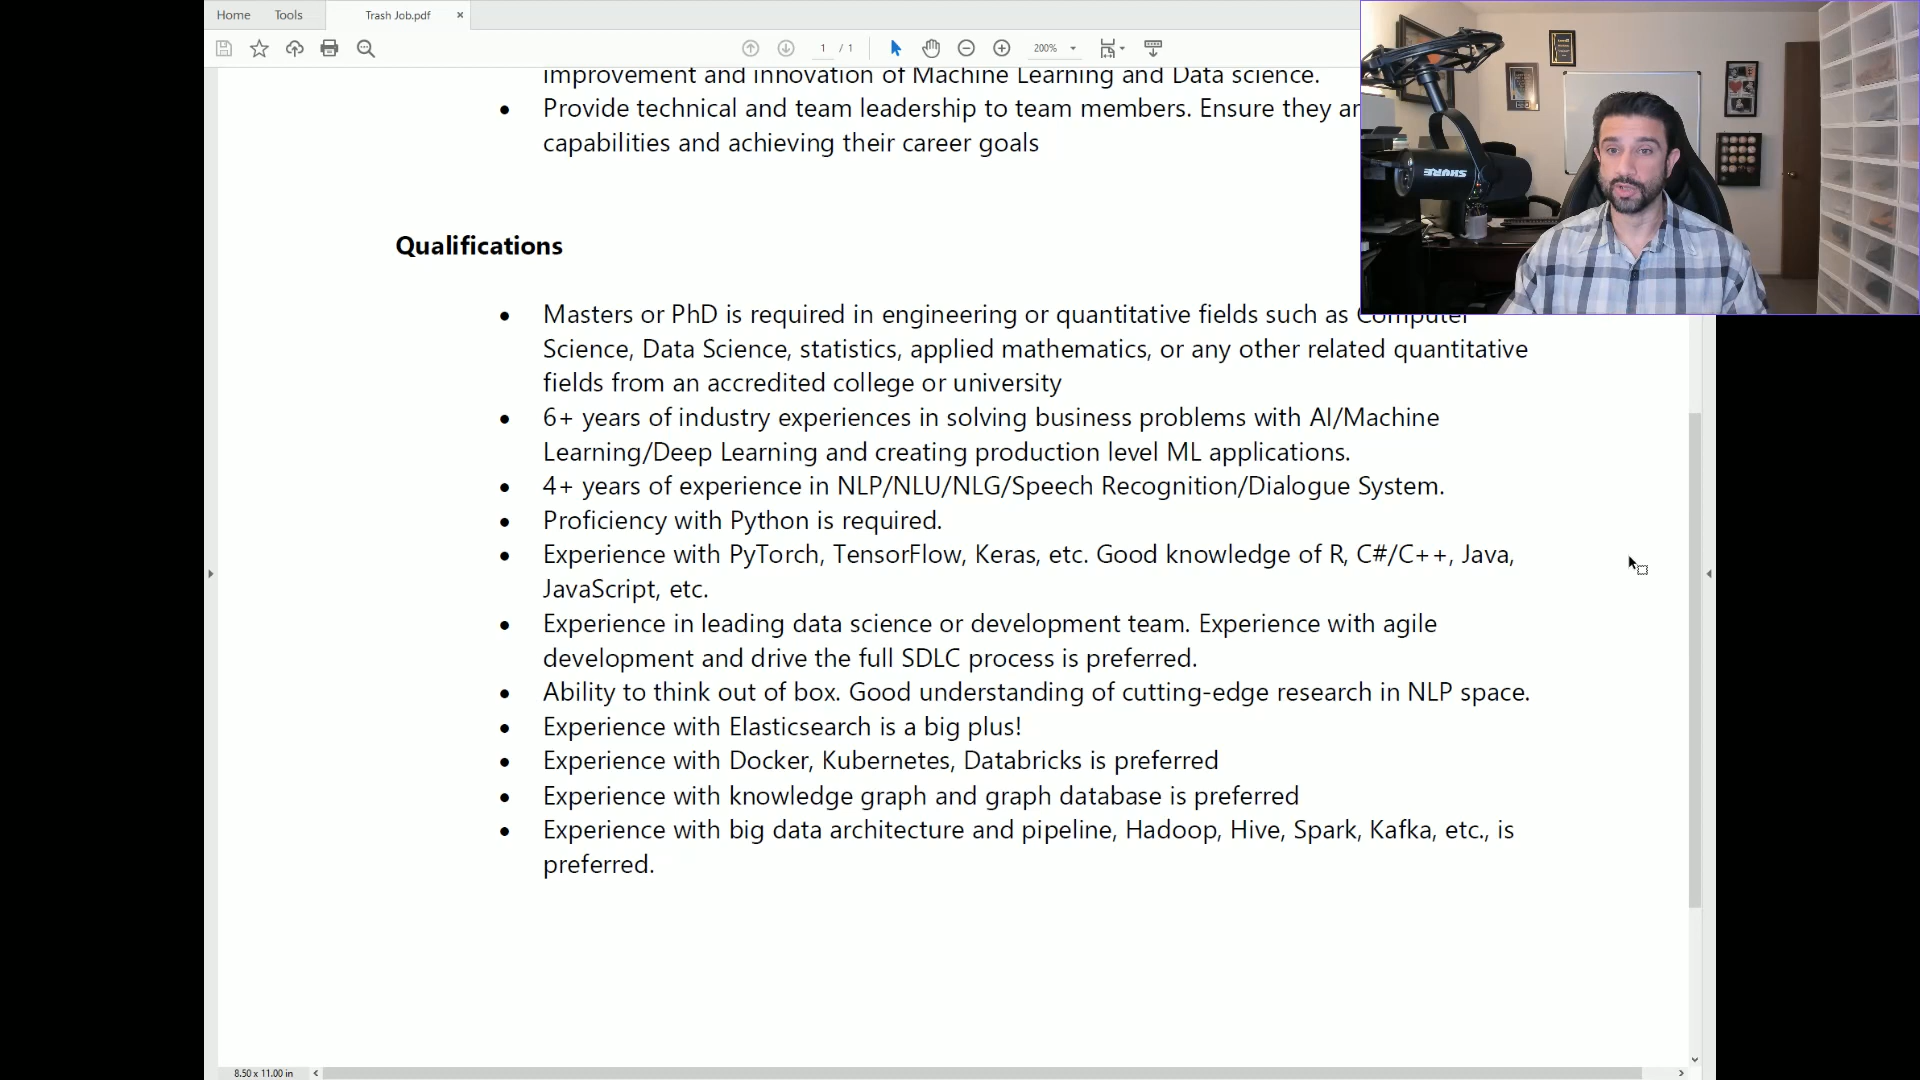 Home Tools Trash Job.pdf ×
1 / 1 200%
improvement and innovation of Machine Learning and Data science.
• Provide technical and team leadership to team members. Ensure they ar
capabilities and achieving their career goals
SHURE
Qualifications
• Masters or PhD is required in engineering or quantitative fields such as Computer
Science, Data Science, statistics, applied mathematics, or any other related quantitative
fields from an accredited college or university
• 6+ years of industry experiences in solving business problems with AI/Machine
Learning/Deep Learning and creating production level ML applications.
• 4+ years of experience in NLP/NLU/NLG/Speech Recognition/Dialogue System.
• Proficiency with Python is required.
• Experience with PyTorch, TensorFlow, Keras, etc. Good knowledge of R, C#/C++, Java,
JavaScript, etc.
• Experience in leading data science or development team. Experience with agile
development and drive the full SDLC process is preferred.
• Ability to think out of box. Good understanding of cutting-edge research in NLP space.
• Experience with Elasticsearch is a big plus!
• Experience with Docker, Kubernetes, Databricks is preferred
• Experience with knowledge graph and graph database is preferred
• Experience with big data architecture and pipeline, Hadoop, Hive, Spark, Kafka, etc., is
preferred.
8.50 x 11.00 in